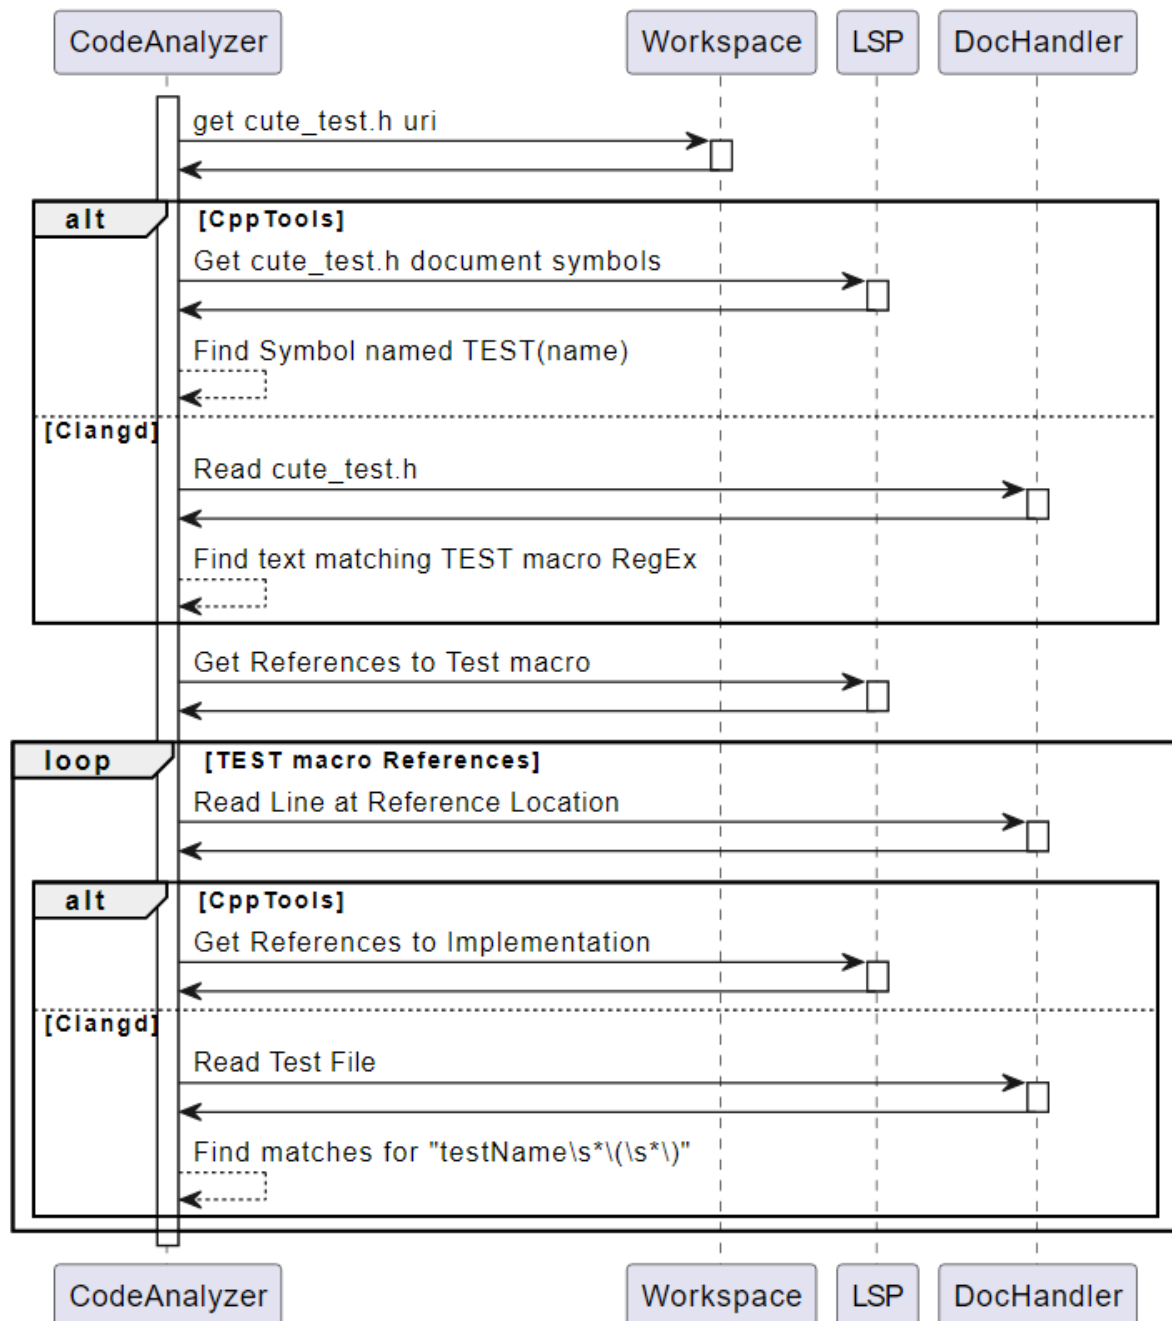 CodeAnalyzer Workspace LSP DocHandler
get cute_test.h uri
alt [CppTools]
Get cute_test.h document symbols
Find Symbol named TEST(name)
[Clangd]
Read cute_test.h
Find text matching TEST macro RegEx
Get References to Test macro
loop [TEST macro References]
Read Line at Reference Location
alt [CppTools]
Get References to Implementation
[Clangd]
Read Test File
Find matches for "testName\s*\(\s*\)"
CodeAnalyzer Workspace LSP DocHandler